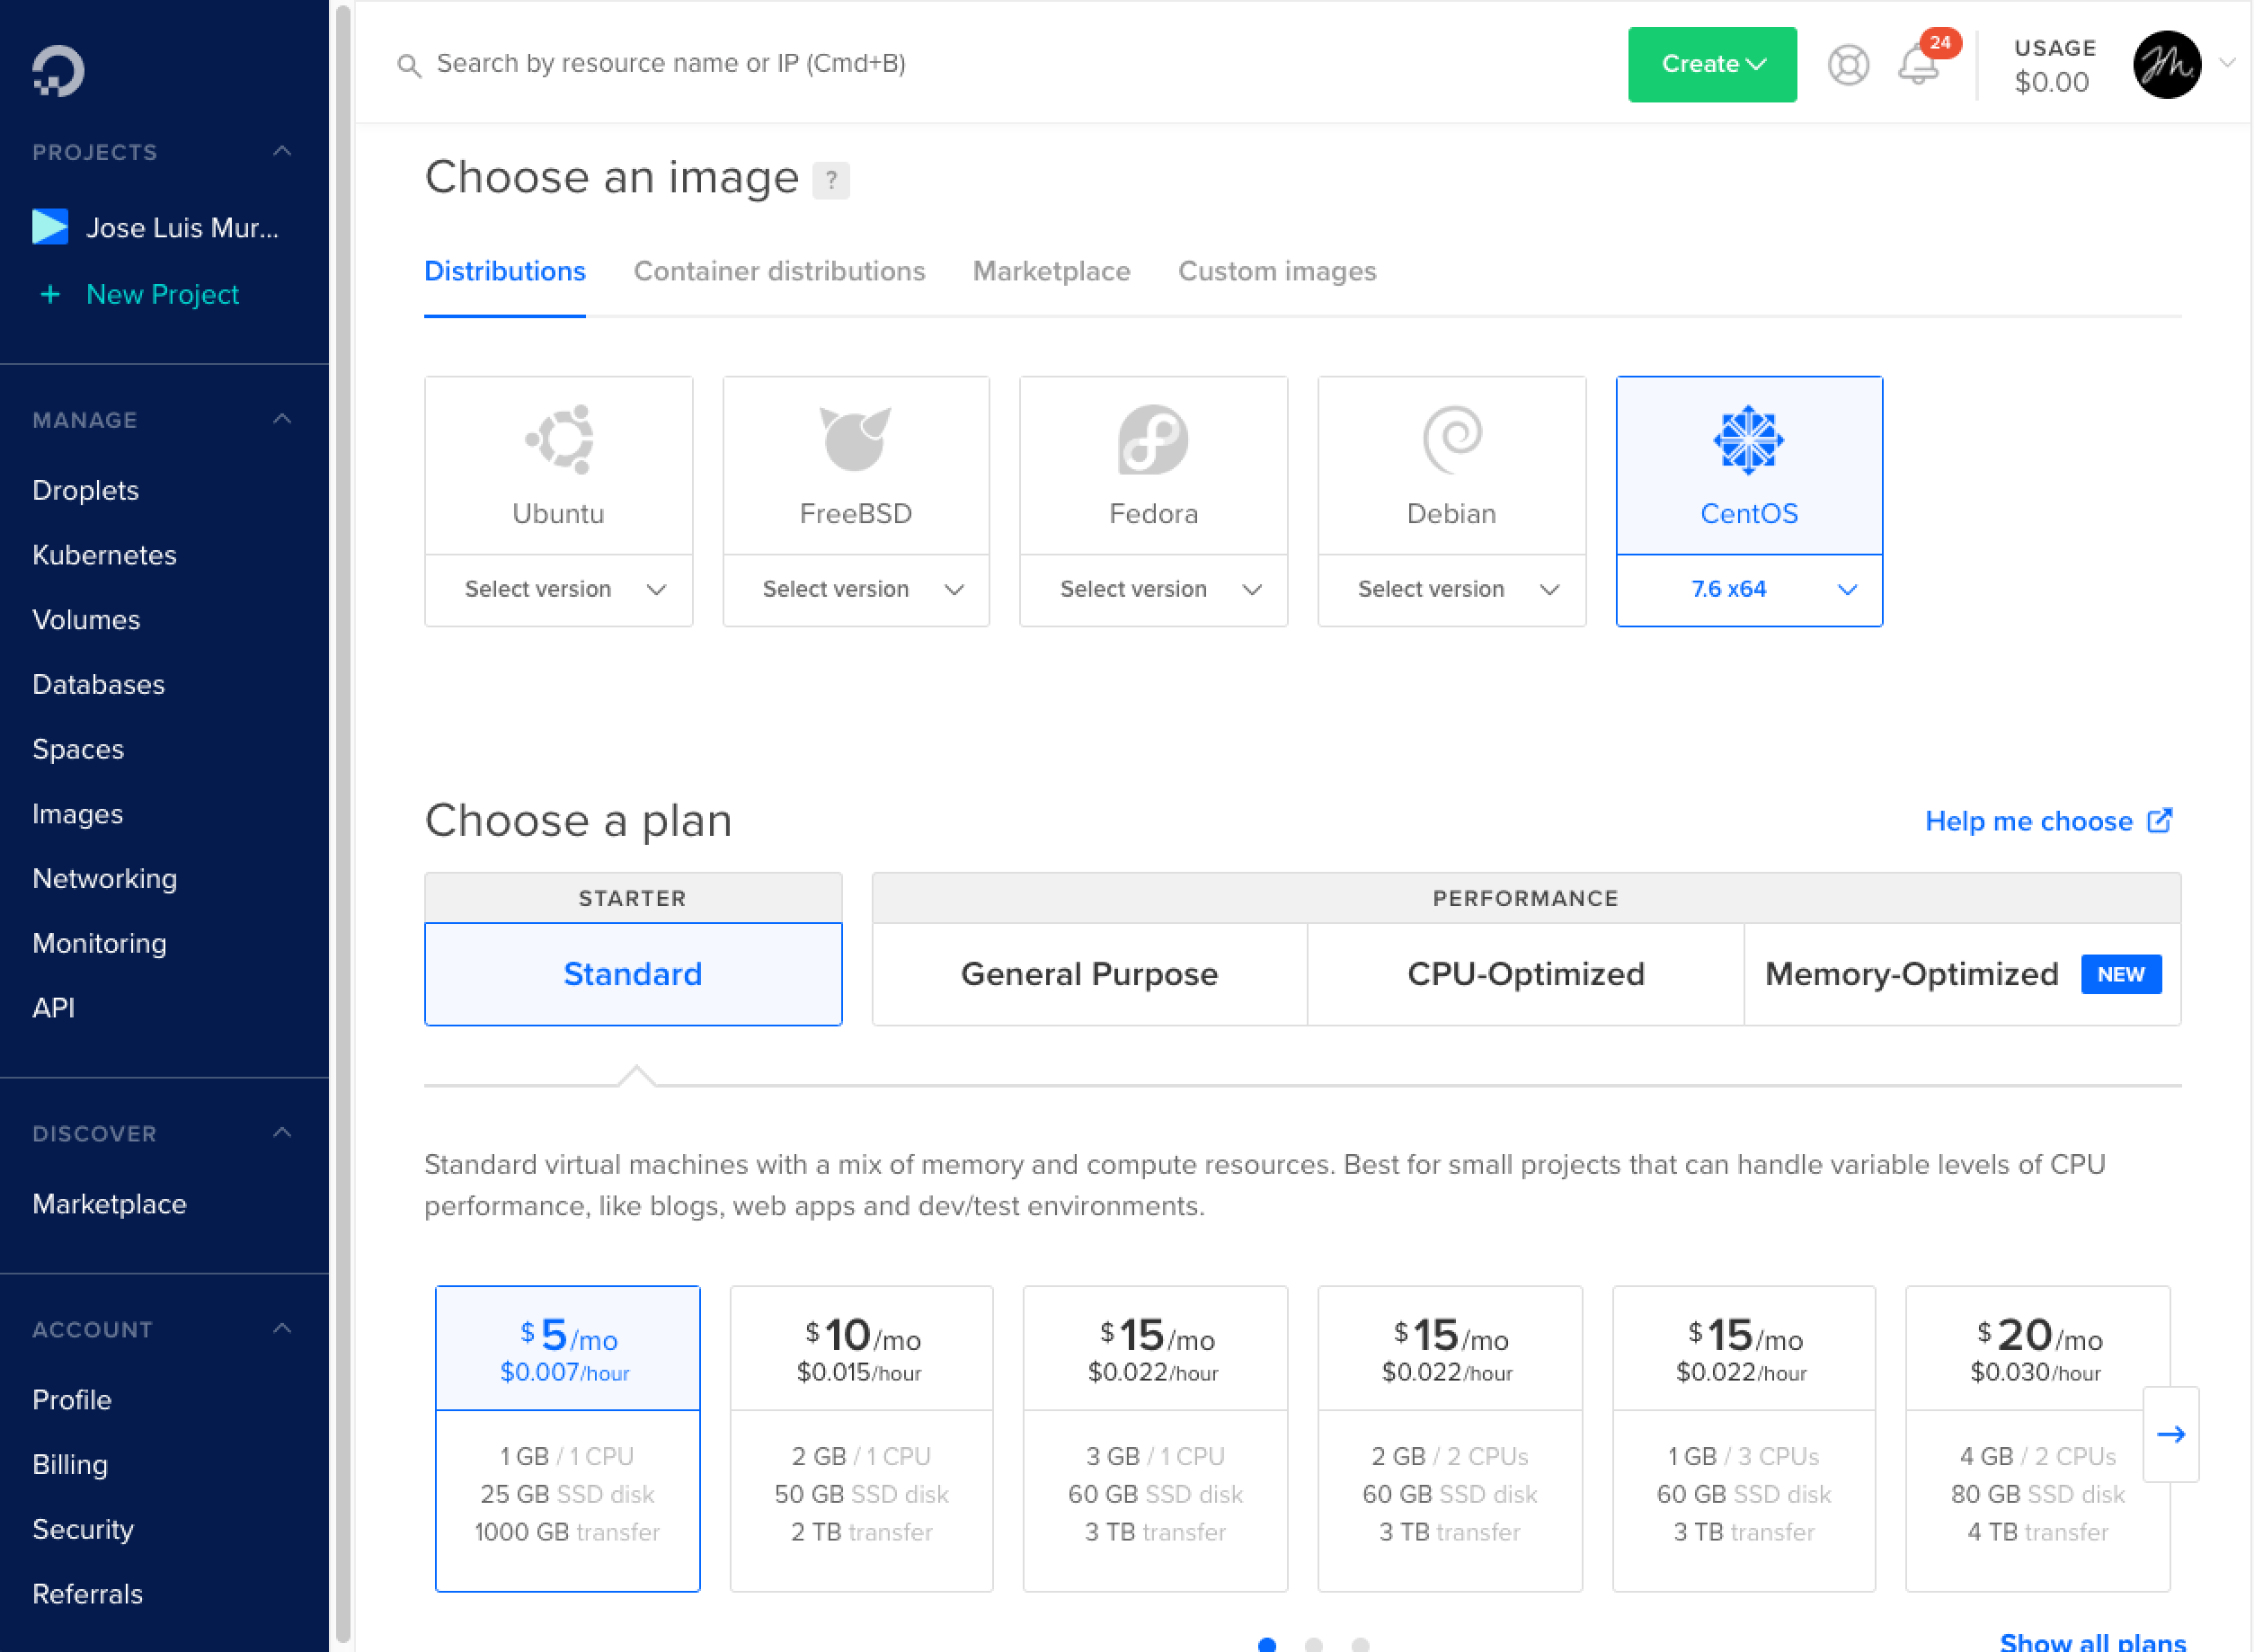 Search by resource name or IP (Cmd+B)
Create
24
USAGE
$0.00
PROJECTS
Jose Luis Mur...
+ New Project
MANAGE
Droplets
Kubernetes
Volumes
Databases
Spaces
Images
Networking
Monitoring
API
DISCOVER
Marketplace
ACCOUNT
Profile
Billing
Security
Referrals
Choose an image ?
Distributions Container distributions Marketplace Custom images
Ubuntu FreeBSD Fedora Debian CentOS
Select version Select version Select version Select version 7.6 x64
Choose a plan
Help me choose
STARTER PERFORMANCE
Standard General Purpose CPU-Optimized Memory-Optimized NEW
Standard virtual machines with a mix of memory and compute resources. Best for small projects that can handle variable levels of CPU
performance, like blogs, web apps and dev/test environments.
$5/mo $10/mo $15/mo $15/mo $15/mo $20/mo
$0.007/hour $0.015/hour $0.022/hour $0.022/hour $0.022/hour $0.030/hour
1 GB / 1 CPU 2 GB / 1 CPU 3 GB / 1 CPU 2 GB / 2 CPUs 1 GB / 3 CPUs 4 GB / 2 CPUs
25 GB SSD disk 50 GB SSD disk 60 GB SSD disk 60 GB SSD disk 60 GB SSD disk 80 GB SSD disk
1000 GB transfer 2 TB transfer 3 TB transfer 3 TB transfer 3 TB transfer 4 TB transfer
Show all plans